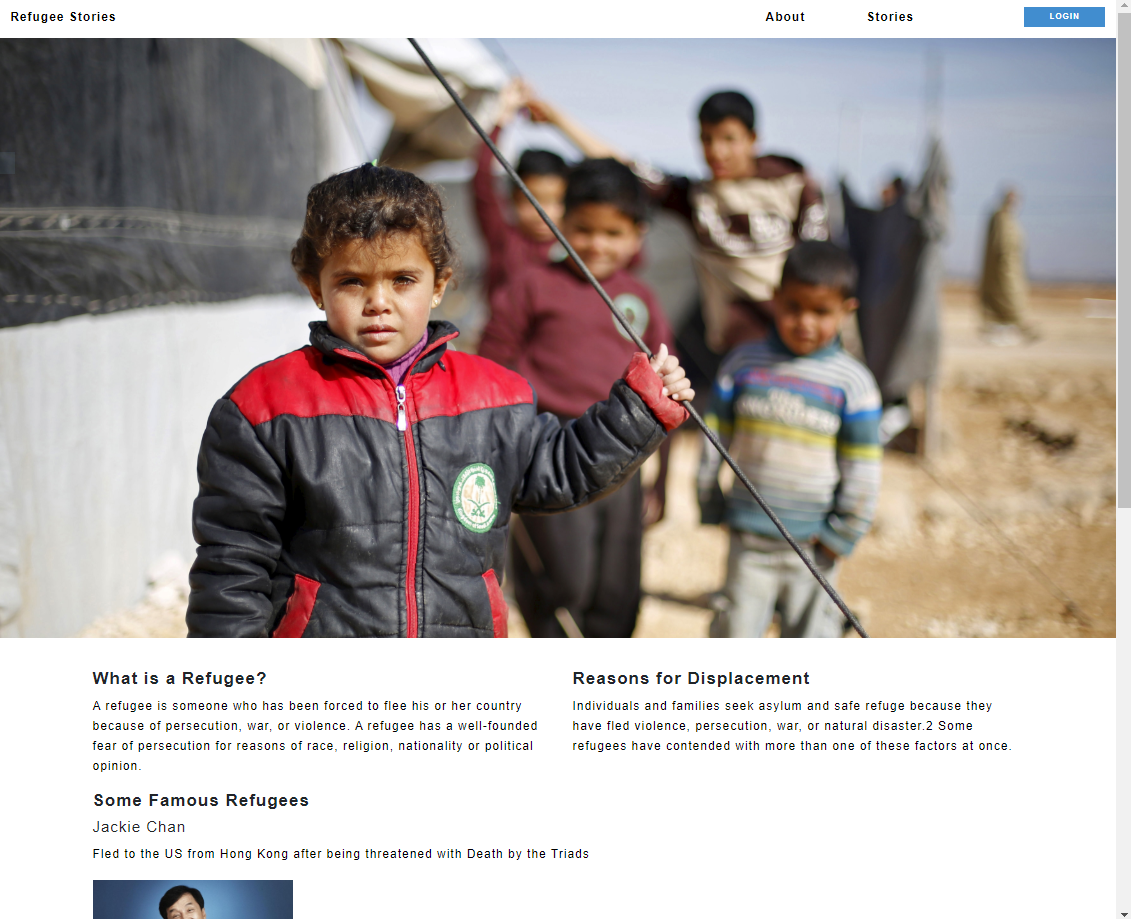 Refugee Stories
About
Stories
LOGIN
What is a Refugee?
A refugee is someone who has been forced to flee his or her country
because of persecution, war, or violence. A refugee has a well-founded
fear of persecution for reasons of race, religion, nationality or political
opinion.
Reasons for Displacement
Individuals and families seek asylum and safe refuge because they
have fled violence, persecution, war, or natural disaster.2 Some
refugees have contended with more than one of these factors at once.
Some Famous Refugees
Jackie Chan
Fled to the US from Hong Kong after being threatened with Death by the Triads